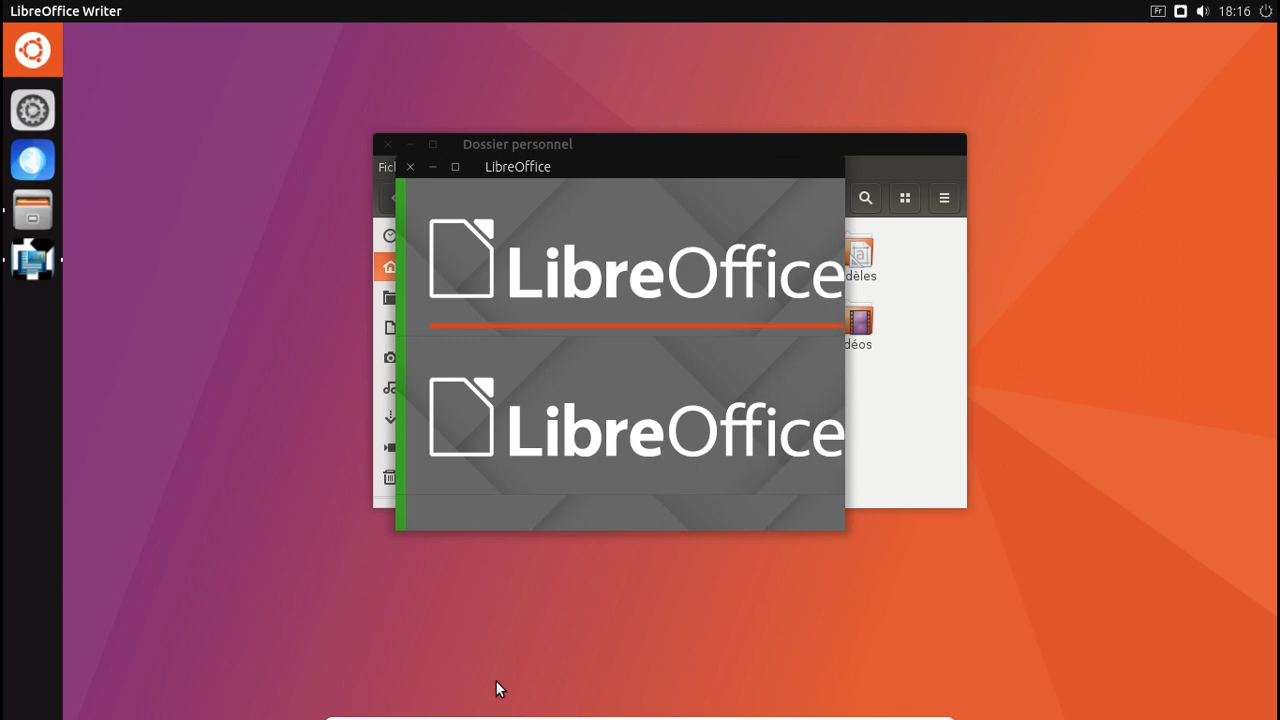 LibreOffice Writer
Fr
18:16
Dossier personnel
LibreOffice
Fich
LibreOffice
dèles
déos
LibreOffice